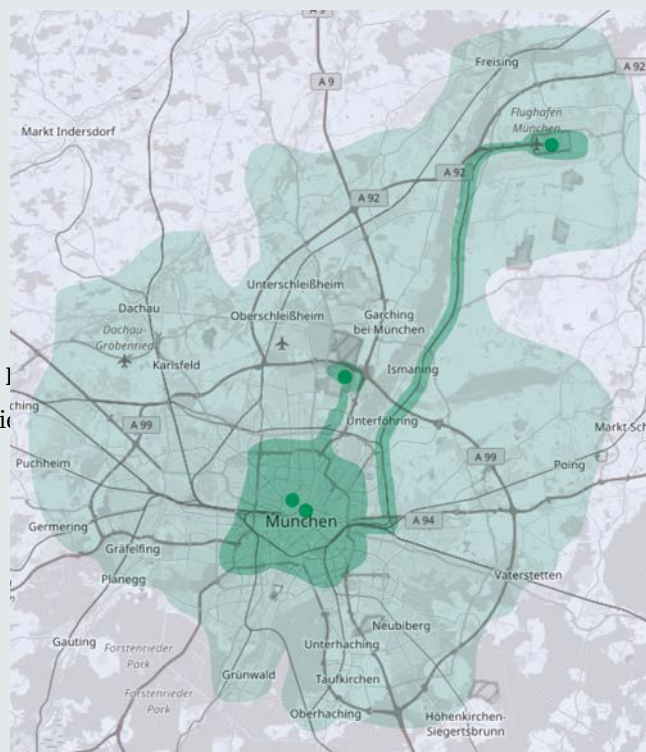 A 9
Freising
A 92
A 9
Flughafen
München
Markt Indersdorf
A 92
A 92
Unterschleißheim
Dachau
Oberschleißheim
Garching
bei München
Dachau-
Gröbenried
Karlsfeld
Ismaning
ching
A 99
Unterföhring
Markt Sch
A 99
Puchheim
Poing
München
A 94
Germering
Gräfelfing
Planegg
Vaterstetten
Neubiberg
Gauting
Forstenrieder
Park
Unterhaching
Grünwald
Taufkirchen
Forstenrieder
Park
Oberhaching
Höhenkirchen-
Siegertsbrunn